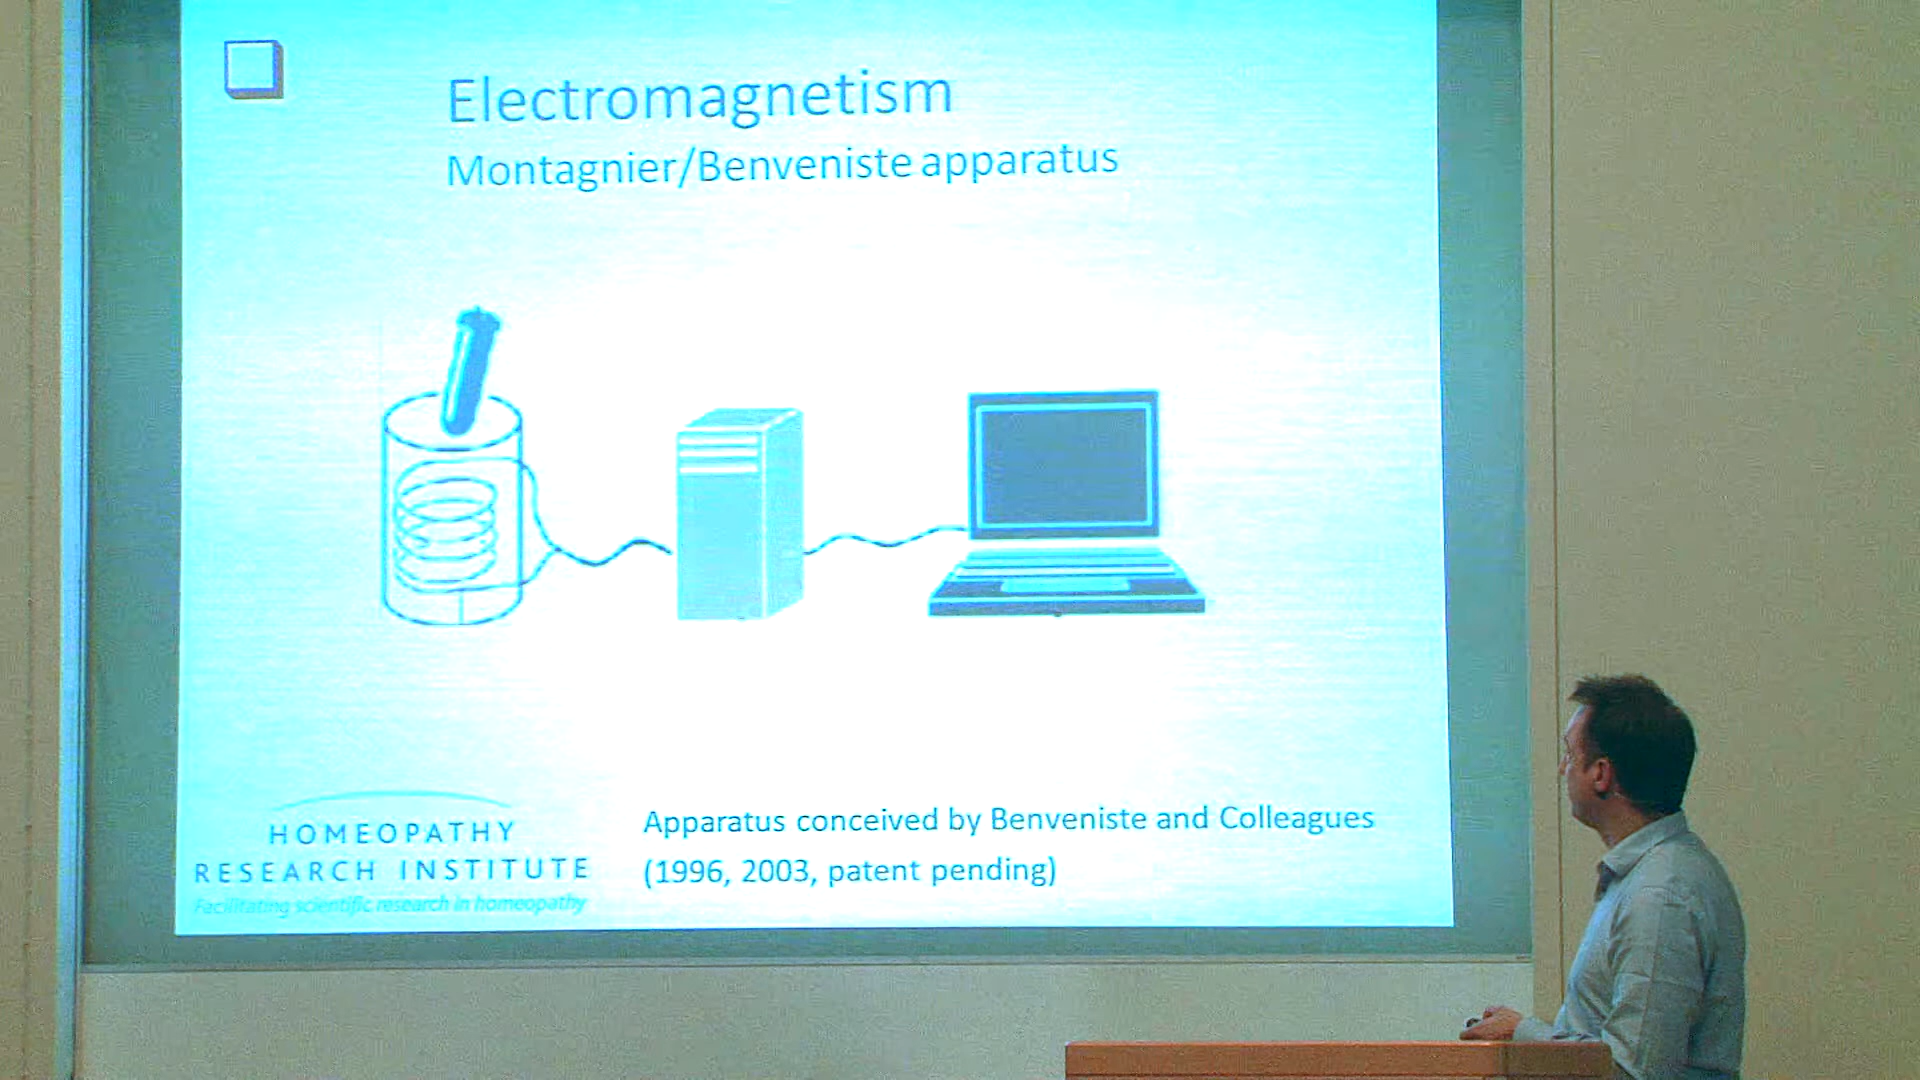 Electromagnetism
Montagnier/Benveniste apparatus
Apparatus conceived by Benveniste and Colleagues
(1996, 2003, patent pending)
HOMEOPATHY
RESEARCH INSTITUTE
Facilitating scientific research in homeopathy